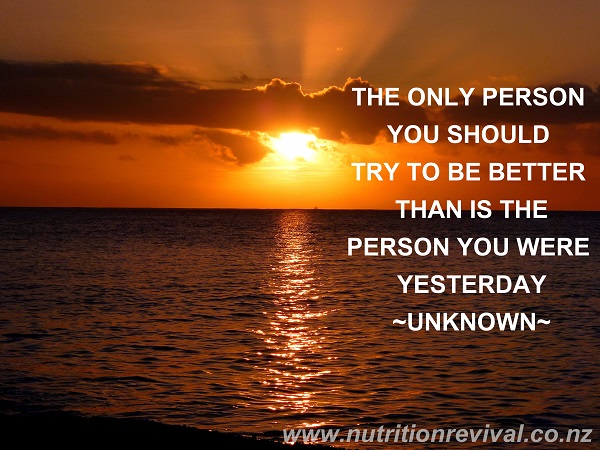 THE ONLY PERSON
YOU SHOULD
TRY TO BE BETTER
THAN IS THE
PERSON YOU WERE
YESTERDAY
~UNKNOWN~
www.nutritionrevival.co.nz